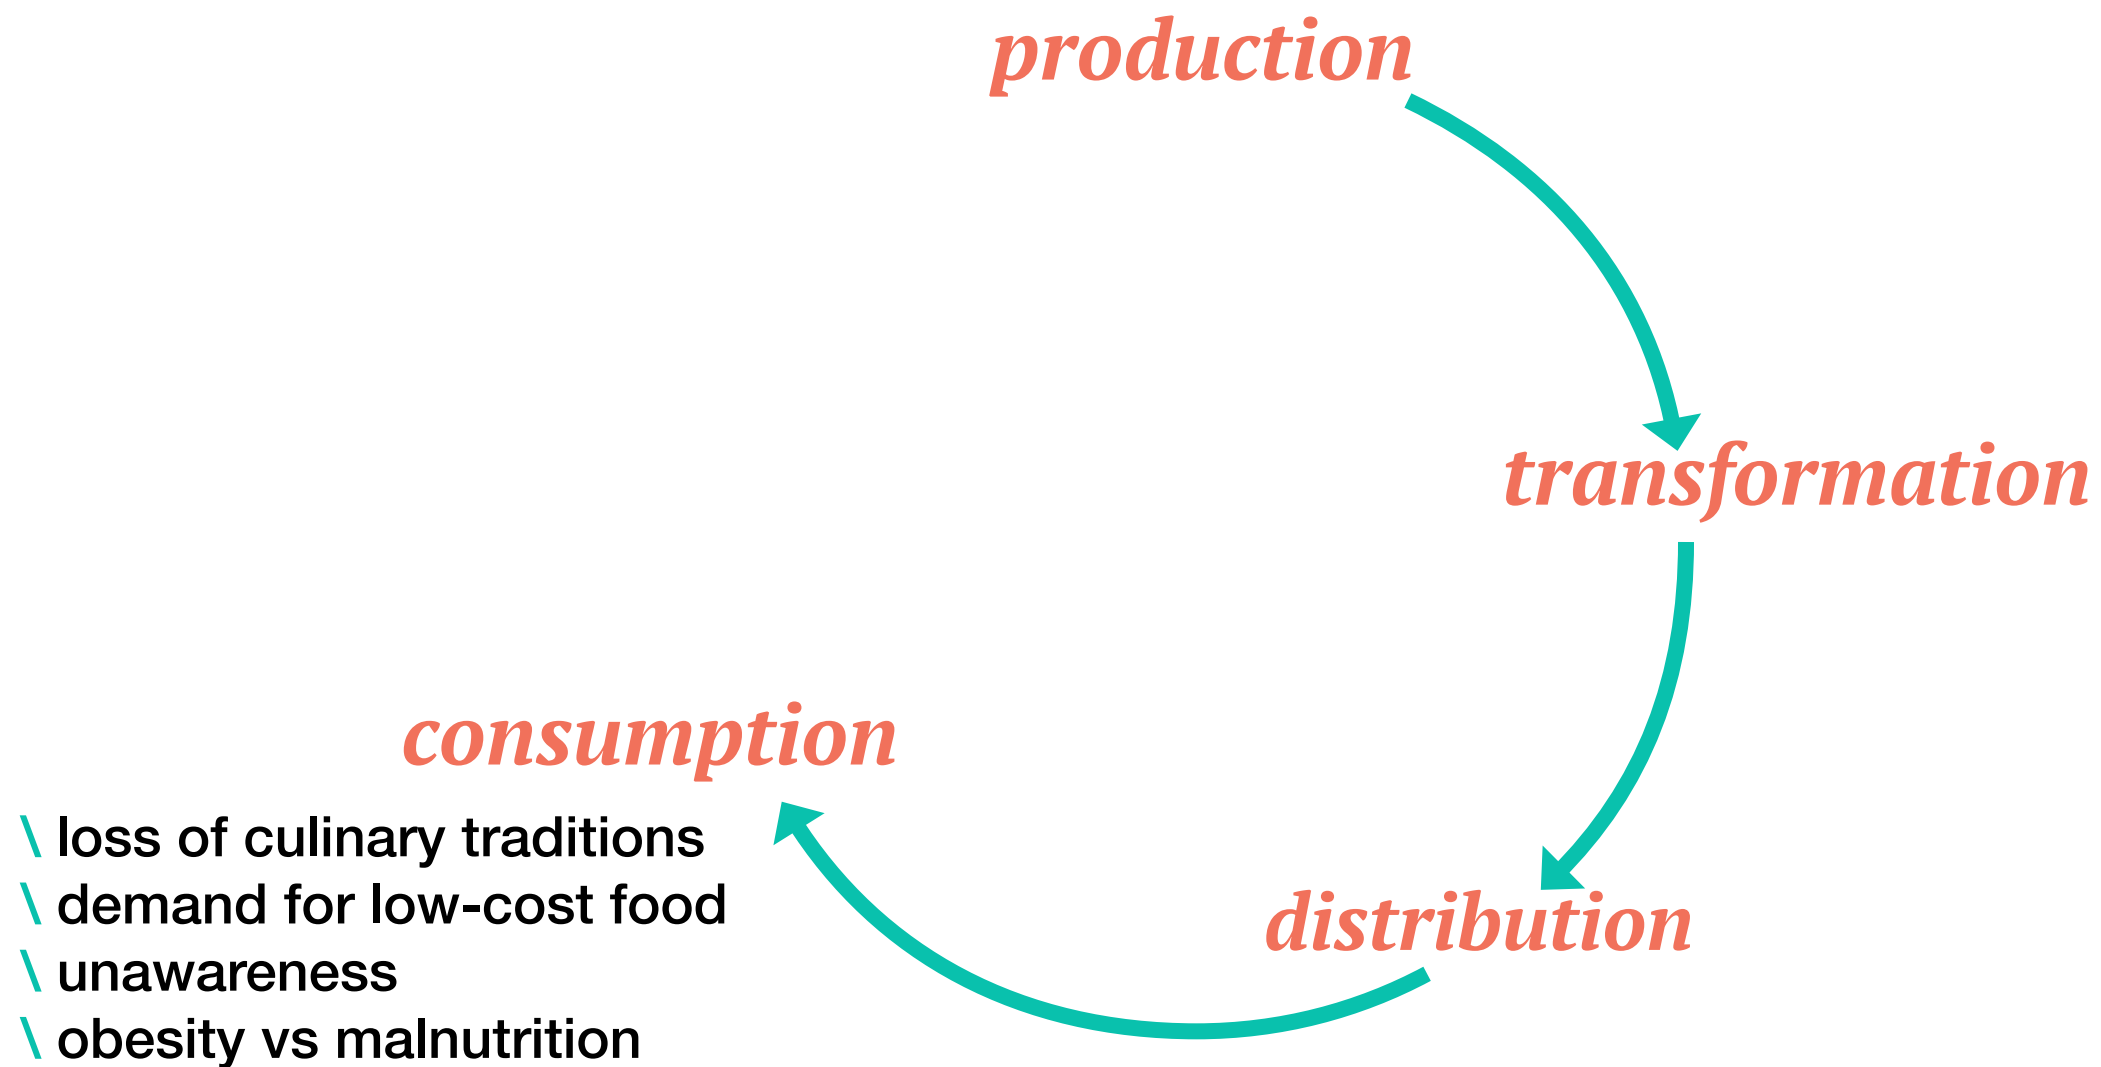 production
transformation
distribution
consumption
\ loss of culinary traditions
\ demand for low-cost food
\ unawareness
\ obesity vs malnutrition